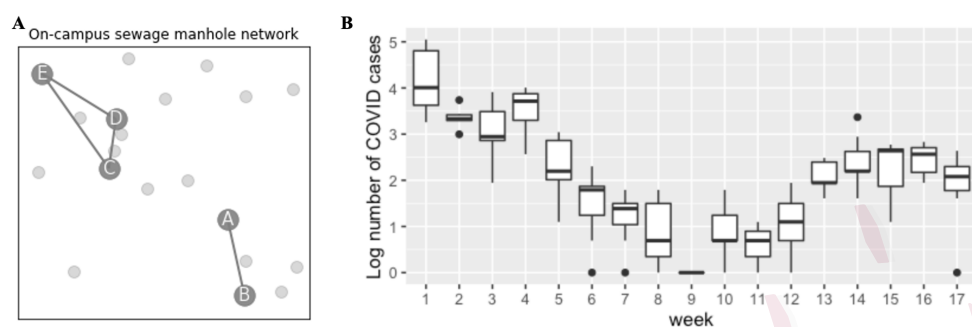 A
On-campus sewage manhole network
E
D
C
A
B
B
Log number of COVID cases
5
4
3
2
1
0
1 2 3 4 5 6 7 8 9 10 11 12 13 14 15 16 17
week